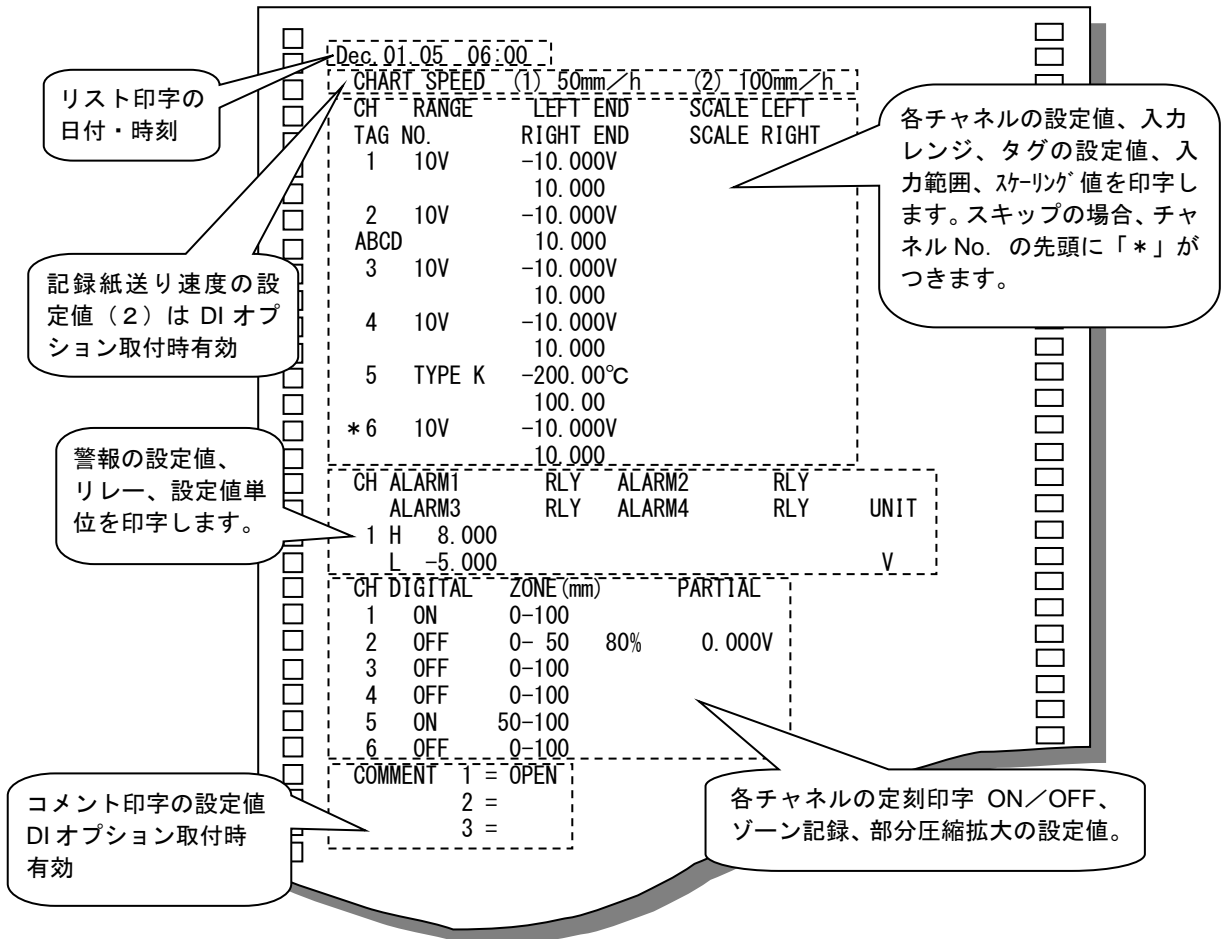 Dec.01.05 06:00
CHART SPEED (1) 50mm／h (2) 100mm／h
CH RANGE LEFT END SCALE LEFT
TAG NO. RIGHT END SCALE RIGHT
1 10V -10.000V
10.000
2 10V -10.000V
ABCD 10.000
3 10V -10.000V
10.000
4 10V -10.000V
10.000
5 TYPE K -200.00℃
100.00
*6 10V -10.000V
10.000
CH ALARM1 RLY ALARM2 RLY
ALARM3 RLY ALARM4 RLY UNIT
1 H 8.000
L -5.000 V
CH DIGITAL ZONE(mm) PARTIAL
1 ON 0-100
2 OFF 0- 50 80% 0.000V
3 OFF 0-100
4 OFF 0-100
5 ON 50-100
6 OFF 0-100
COMMENT 1 = OPEN
2 =
3 =
リスト印字の
日付・時刻
記録紙送り速度の設
定値（２）は DI オプ
ション取付時有効
警報の設定値、
リレー、設定値単
位を印字します。
コメント印字の設定値
DI オプション取付時
有効
各チャネルの設定値、入力
レンジ、タグの設定値、入
力範囲、ｽｹｰﾘﾝｸﾞ値を印字し
ます。スキップの場合、チャ
ネル No. の先頭に「＊」が
つきます。
各チャネルの定刻印字 ON／OFF、
ゾーン記録、部分圧縮拡大の設定値。